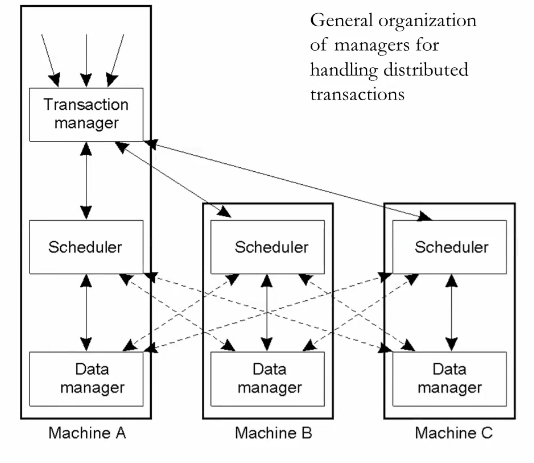 General organization
of managers for
handling distributed
transactions
Transaction
manager
Scheduler
Scheduler
Scheduler
Data
manager
Data
manager
Data
manager
Machine A
Machine B
Machine C